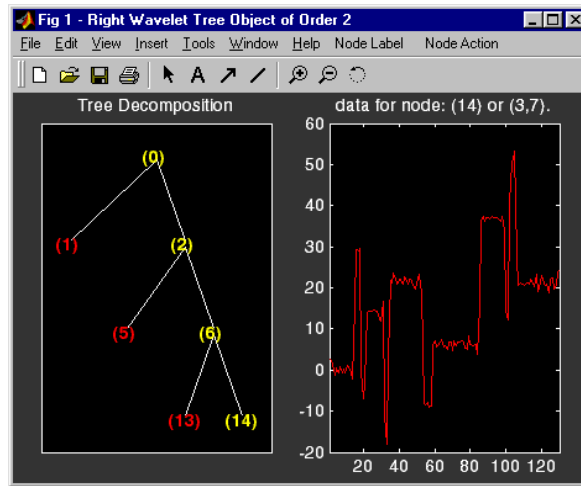 Fig 1 - Right Wavelet Tree Object of Order 2
File Edit View Insert Tools Window Help Node Label Node Action
A
Tree Decomposition
(0)
(1)
(2)
(5)
(6)
(13)
(14)
data for node: (14) or (3,7).
60
50
40
30
20
10
0
-10
-20
20 40 60 80 100 120